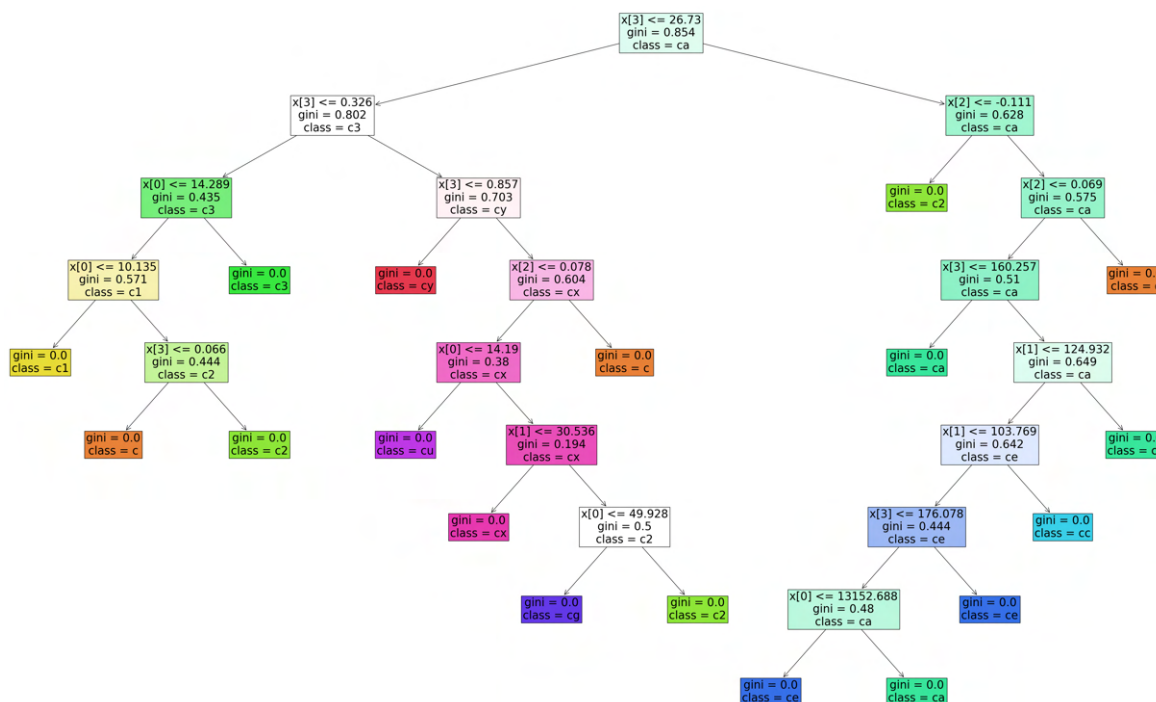 x[3] <= 26.73
gini = 0.854
class = ca
x[3] <= 0.326
gini = 0.802
class = c3
x[2] <= -0.111
gini = 0.628
class = ca
x[0] <= 14.289
gini = 0.435
class = c3
x[3] <= 0.857
gini = 0.703
class = cy
gini = 0.0
class = c2
x[2] <= 0.069
gini = 0.575
class = ca
x[0] <= 10.135
gini = 0.571
class = c1
gini = 0.0
class = c3
gini = 0.0
class = cy
x[2] <= 0.078
gini = 0.604
class = cx
x[3] <= 160.257
gini = 0.51
class = ca
gini =
class =
gini = 0.0
class = c1
x[3] <= 0.066
gini = 0.444
class = c2
x[0] <= 14.19
gini = 0.38
class = cx
gini = 0.0
class = c
gini = 0.0
class = ca
x[1] <= 124.932
gini = 0.649
class = ca
gini = 0.0
class = c
gini = 0.0
class = c2
gini = 0.0
class = cu
x[1] <= 30.536
gini = 0.194
class = cx
x[1] <= 103.769
gini = 0.642
class = ce
gini =
class =
gini = 0.0
class = cx
x[0] <= 49.928
gini = 0.5
class = c2
x[3] <= 176.078
gini = 0.444
class = ce
gini = 0.0
class = cc
gini = 0.0
class = cg
gini = 0.0
class = c2
x[0] <= 13152.688
gini = 0.48
class = ca
gini = 0.0
class = ce
gini = 0.0
class = ce
gini = 0.0
class = ca